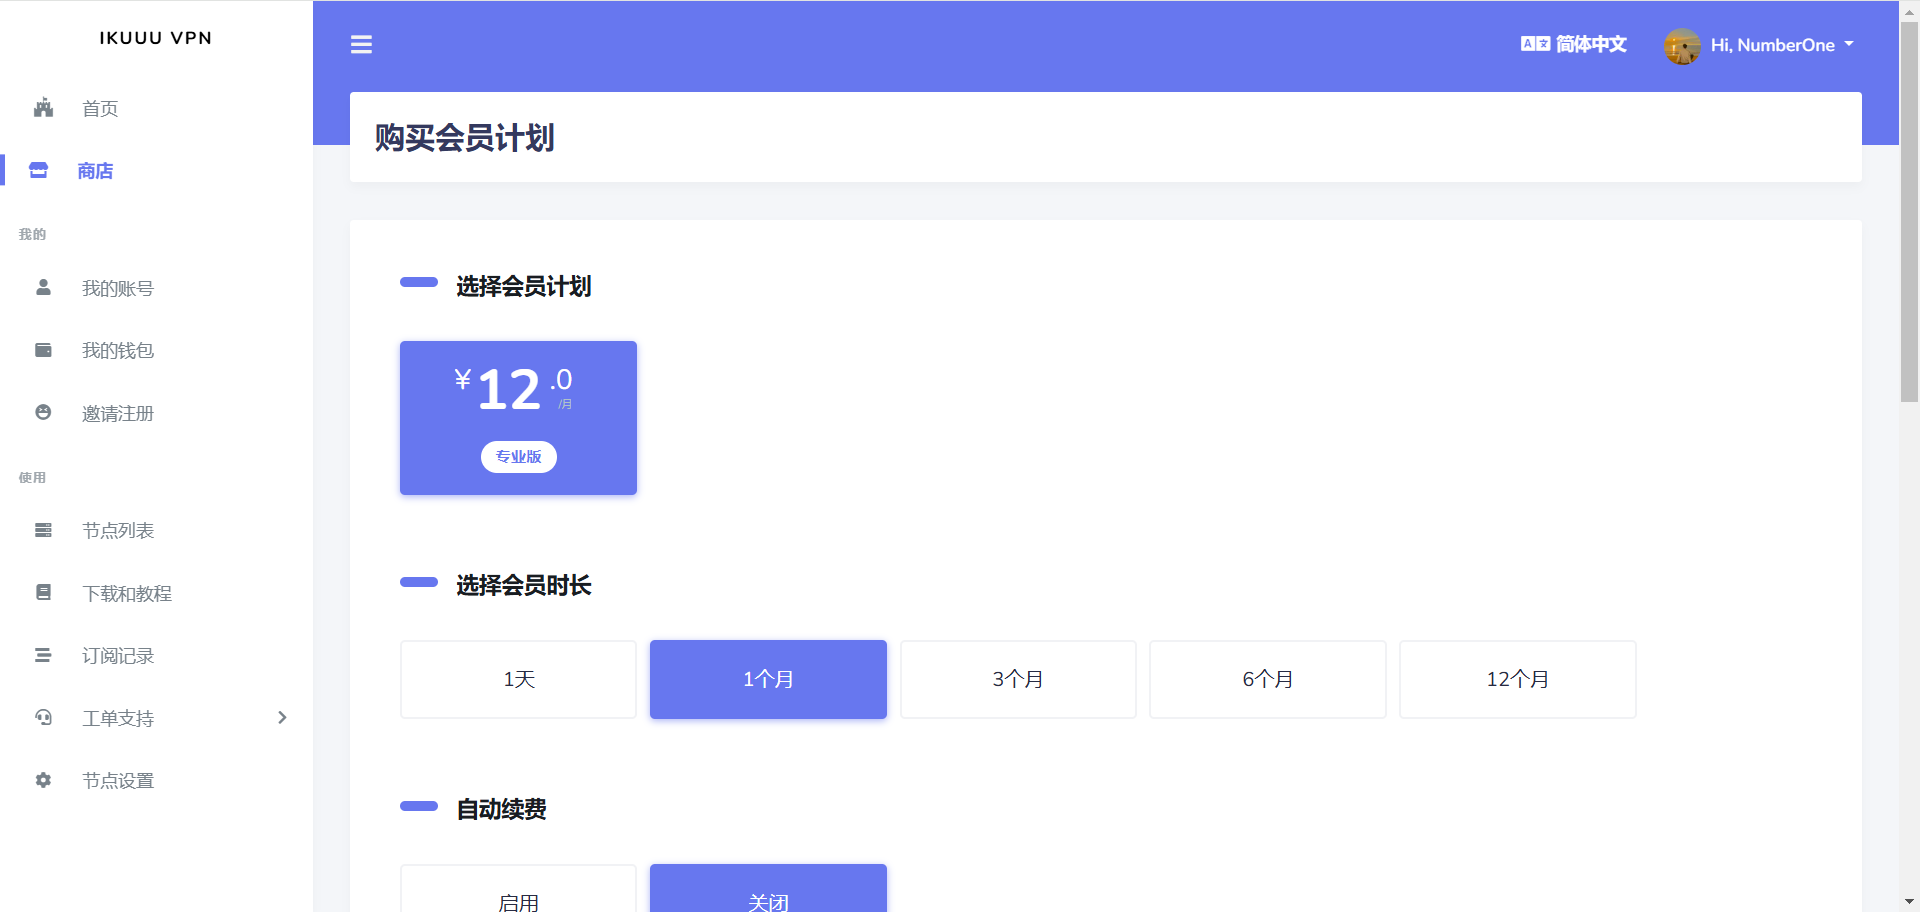 IKUUU VPN
首页
商店
我的
我的账号
我的钱包
邀请注册
使用
节点列表
下载和教程
订阅记录
工单支持
节点设置
A文 简体中文
Hi, NumberOne
购买会员计划
选择会员计划
¥12.0
/月
专业版
选择会员时长
1天
1个月
3个月
6个月
12个月
自动续费
启用
关闭